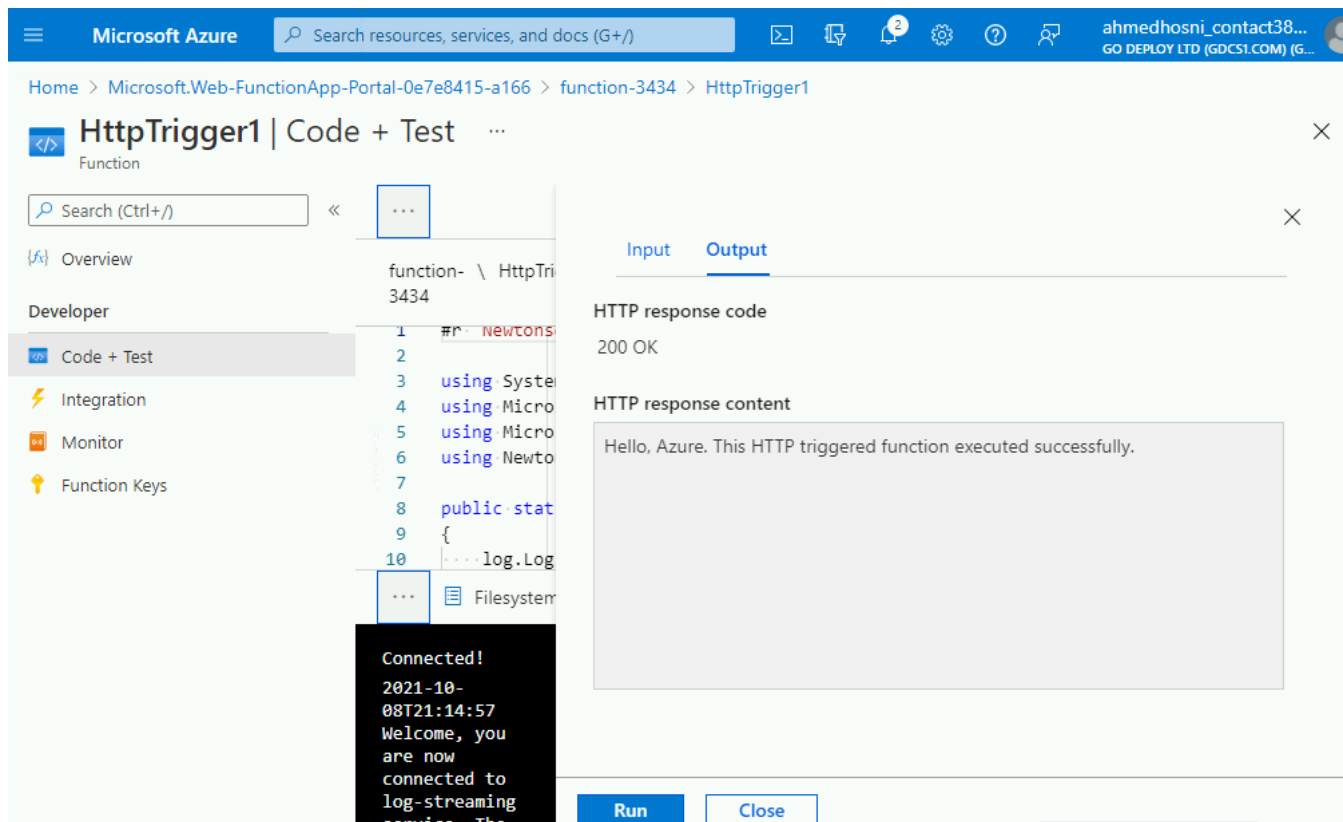 Microsoft Azure
Search resources, services, and docs (G+/)
2
ahmedhosni_contact38...
GO DEPLOY LTD (GDCS1.COM) (G...
Home > Microsoft.Web-FunctionApp-Portal-0e7e8415-a166 > function-3434 > HttpTrigger1
HttpTrigger1 | Code + Test ...
Function
Search (Ctrl+/)
Overview
Developer
Code + Test
Integration
Monitor
Function Keys
function- \ HttpTri
3434
1 #r "Newtons
2
3 using System
4 using Micro
5 using Micro
6 using Newto
7
8 public stat
9 {
10 log.Log
Filesystem
Connected!
2021-10-
08T21:14:57
Welcome, you
are now
connected to
log-streaming
service. The
Input Output
HTTP response code
200 OK
HTTP response content
Hello, Azure. This HTTP triggered function executed successfully.
Run Close